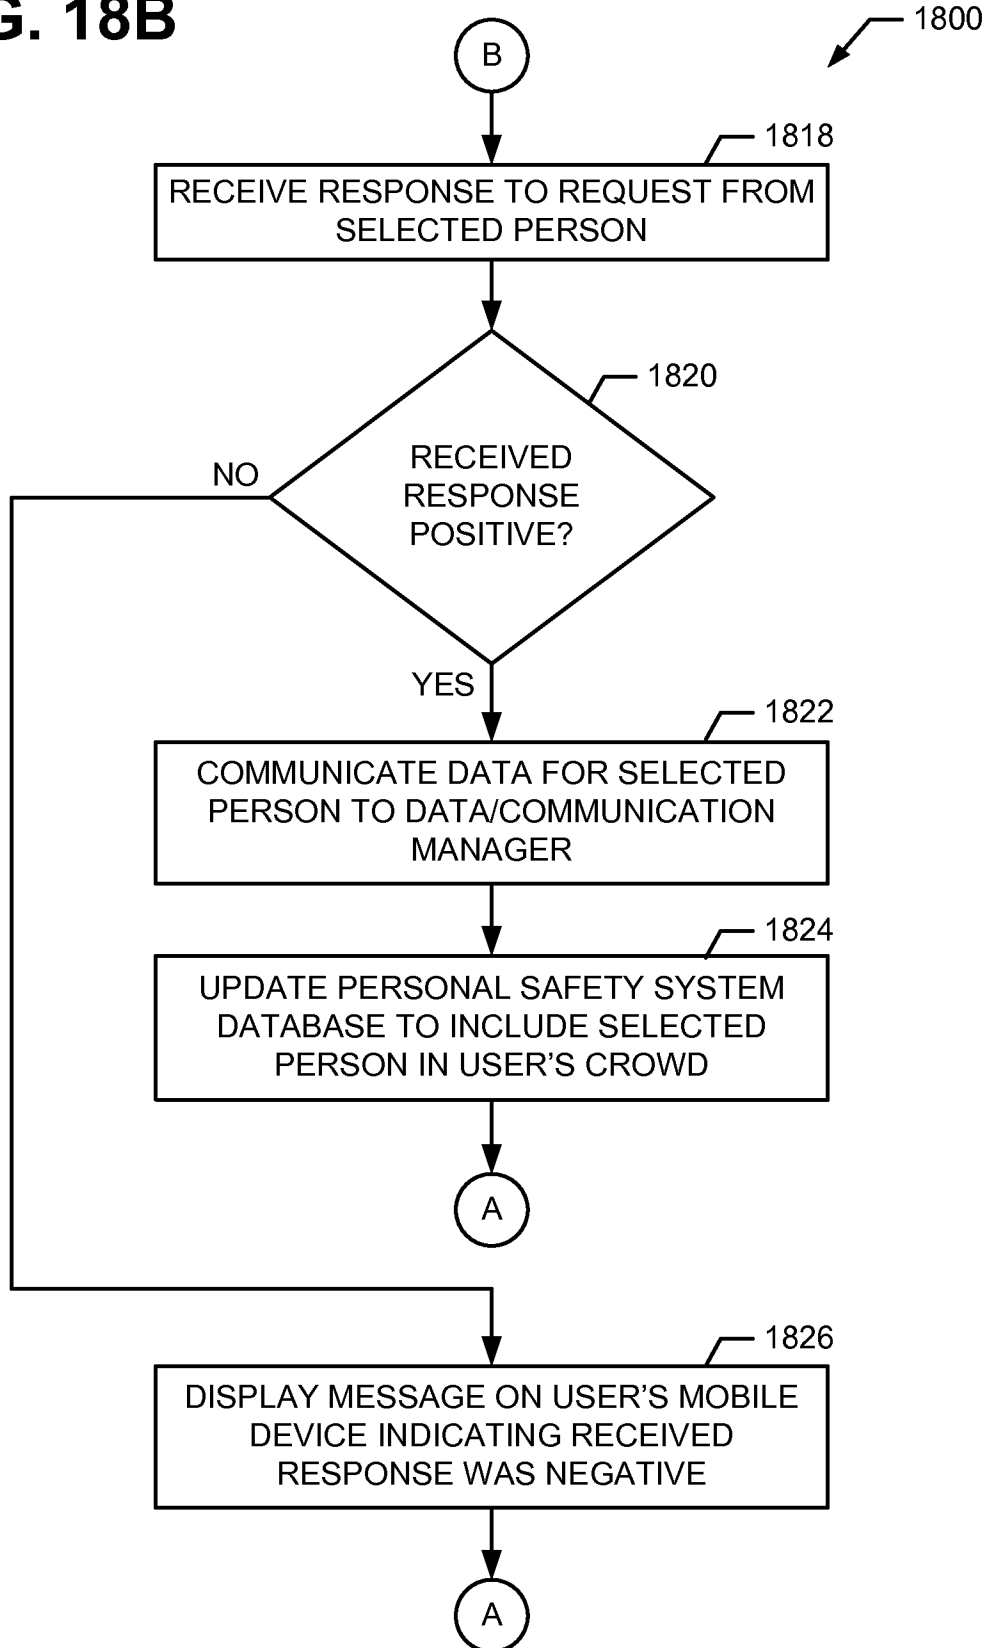 G. 18B
1800
B
1818
RECEIVE RESPONSE TO REQUEST FROM
SELECTED PERSON
1820
RECEIVED
RESPONSE
POSITIVE?
NO
YES
1822
COMMUNICATE DATA FOR SELECTED
PERSON TO DATA/COMMUNICATION
MANAGER
1824
UPDATE PERSONAL SAFETY SYSTEM
DATABASE TO INCLUDE SELECTED
PERSON IN USER’S CROWD
A
1826
DISPLAY MESSAGE ON USER’S MOBILE
DEVICE INDICATING RECEIVED
RESPONSE WAS NEGATIVE
A